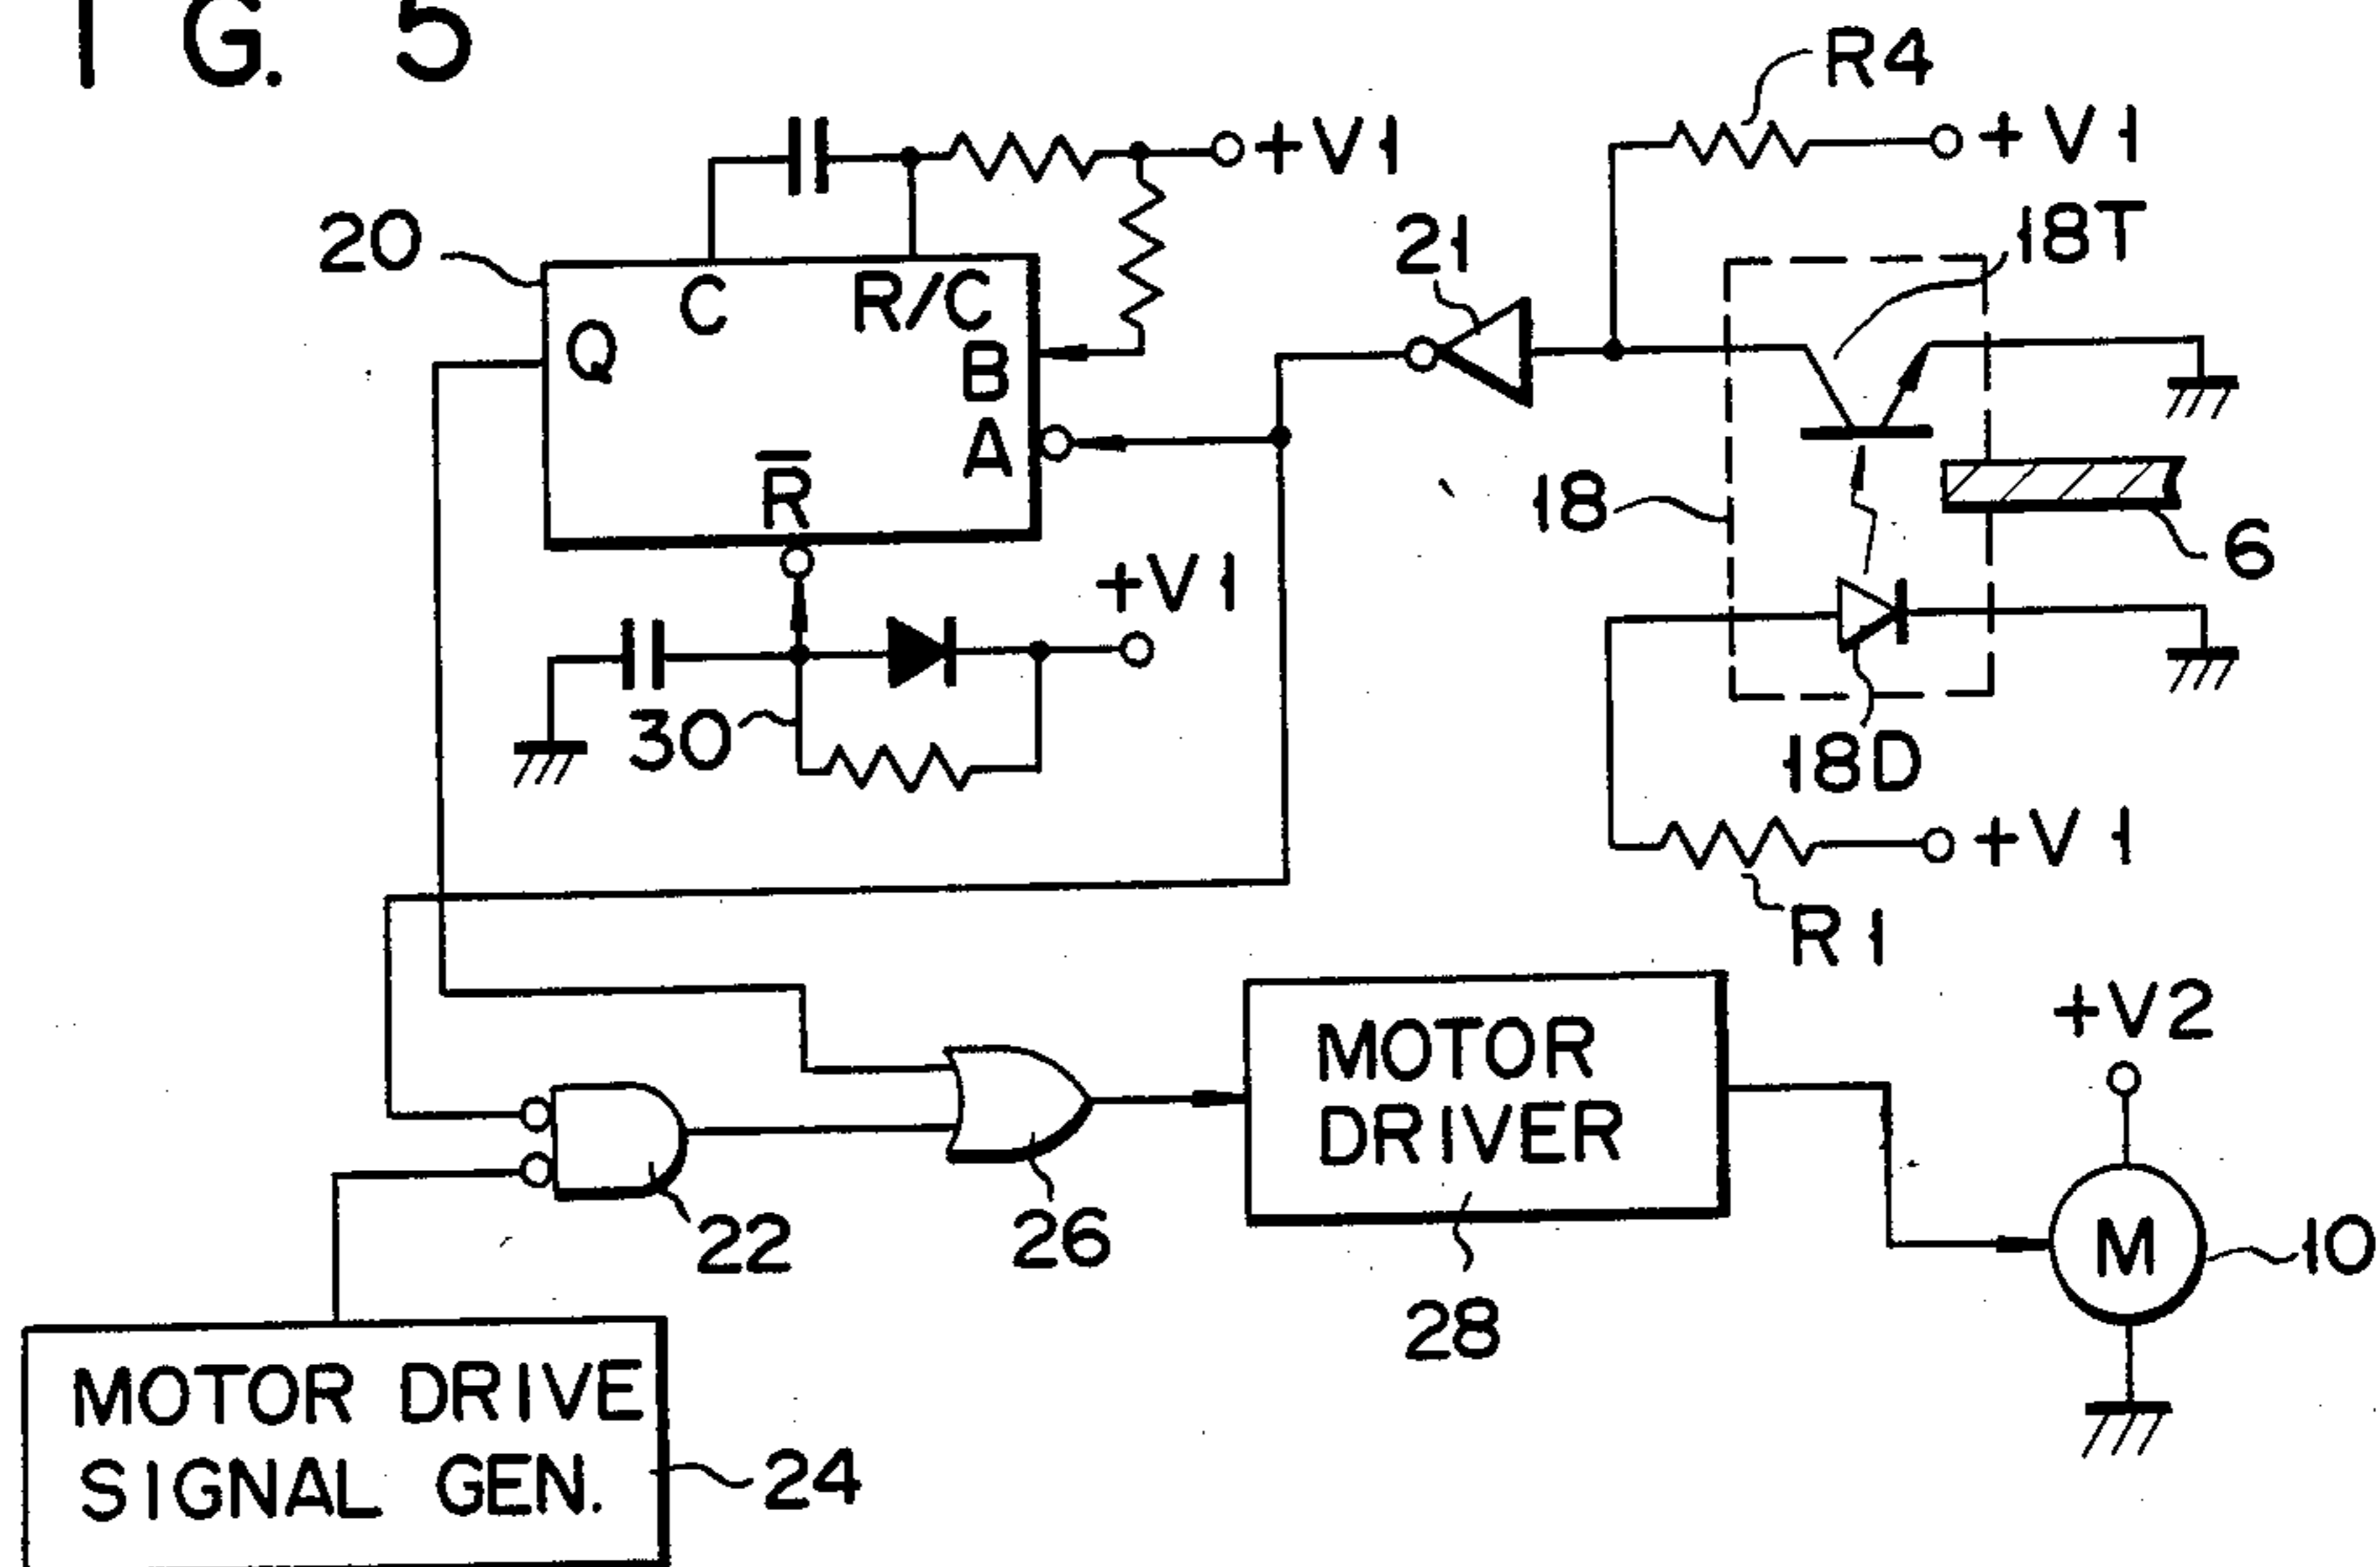 I G. 5
R4
+V1
+V1
20
21
18T
C
R/C
Q
B
A
R̅
18
6
+V1
30
18D
+V1
R1
+V2
MOTOR
DRIVER
M
10
22
26
28
MOTOR DRIVE
SIGNAL GEN.
24